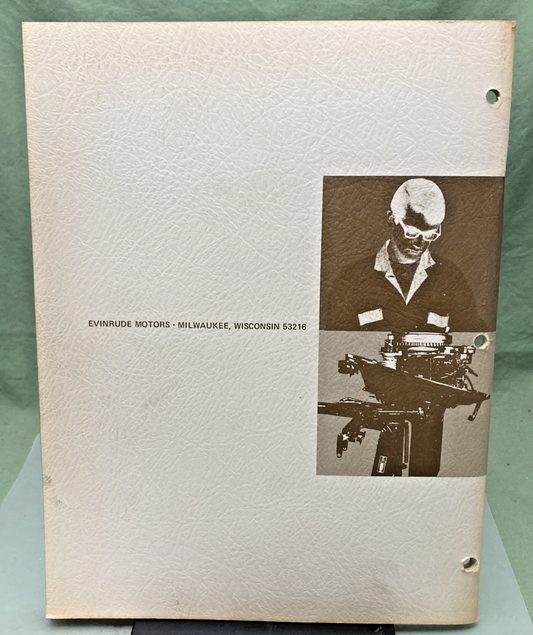 EVINRUDE MOTORS · MILWAUKEE, WISCONSIN 53216